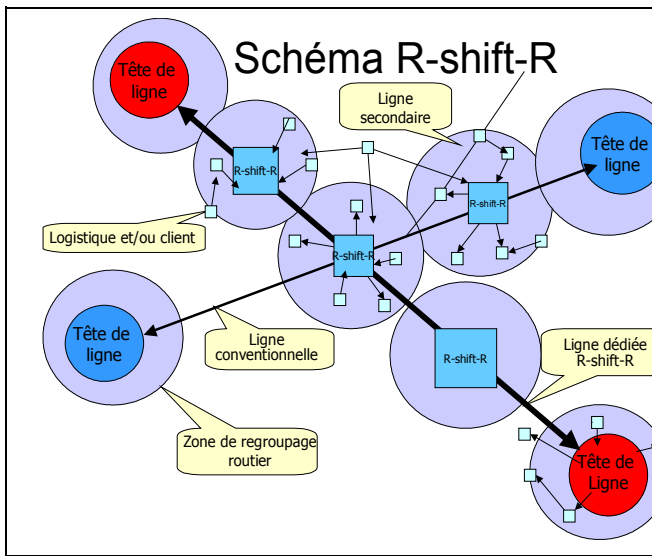 Schéma R-shift-R
Tête de
ligne
Ligne
secondaire
Tête de
ligne
R-shift-R
R-shift-R
Logistique et/ou client
R-shift-R
Tête de
ligne
Ligne
conventionnelle
R-shift-R
Ligne dédiée
R-shift-R
Zone de regroupage
routier
Tête de
Ligne